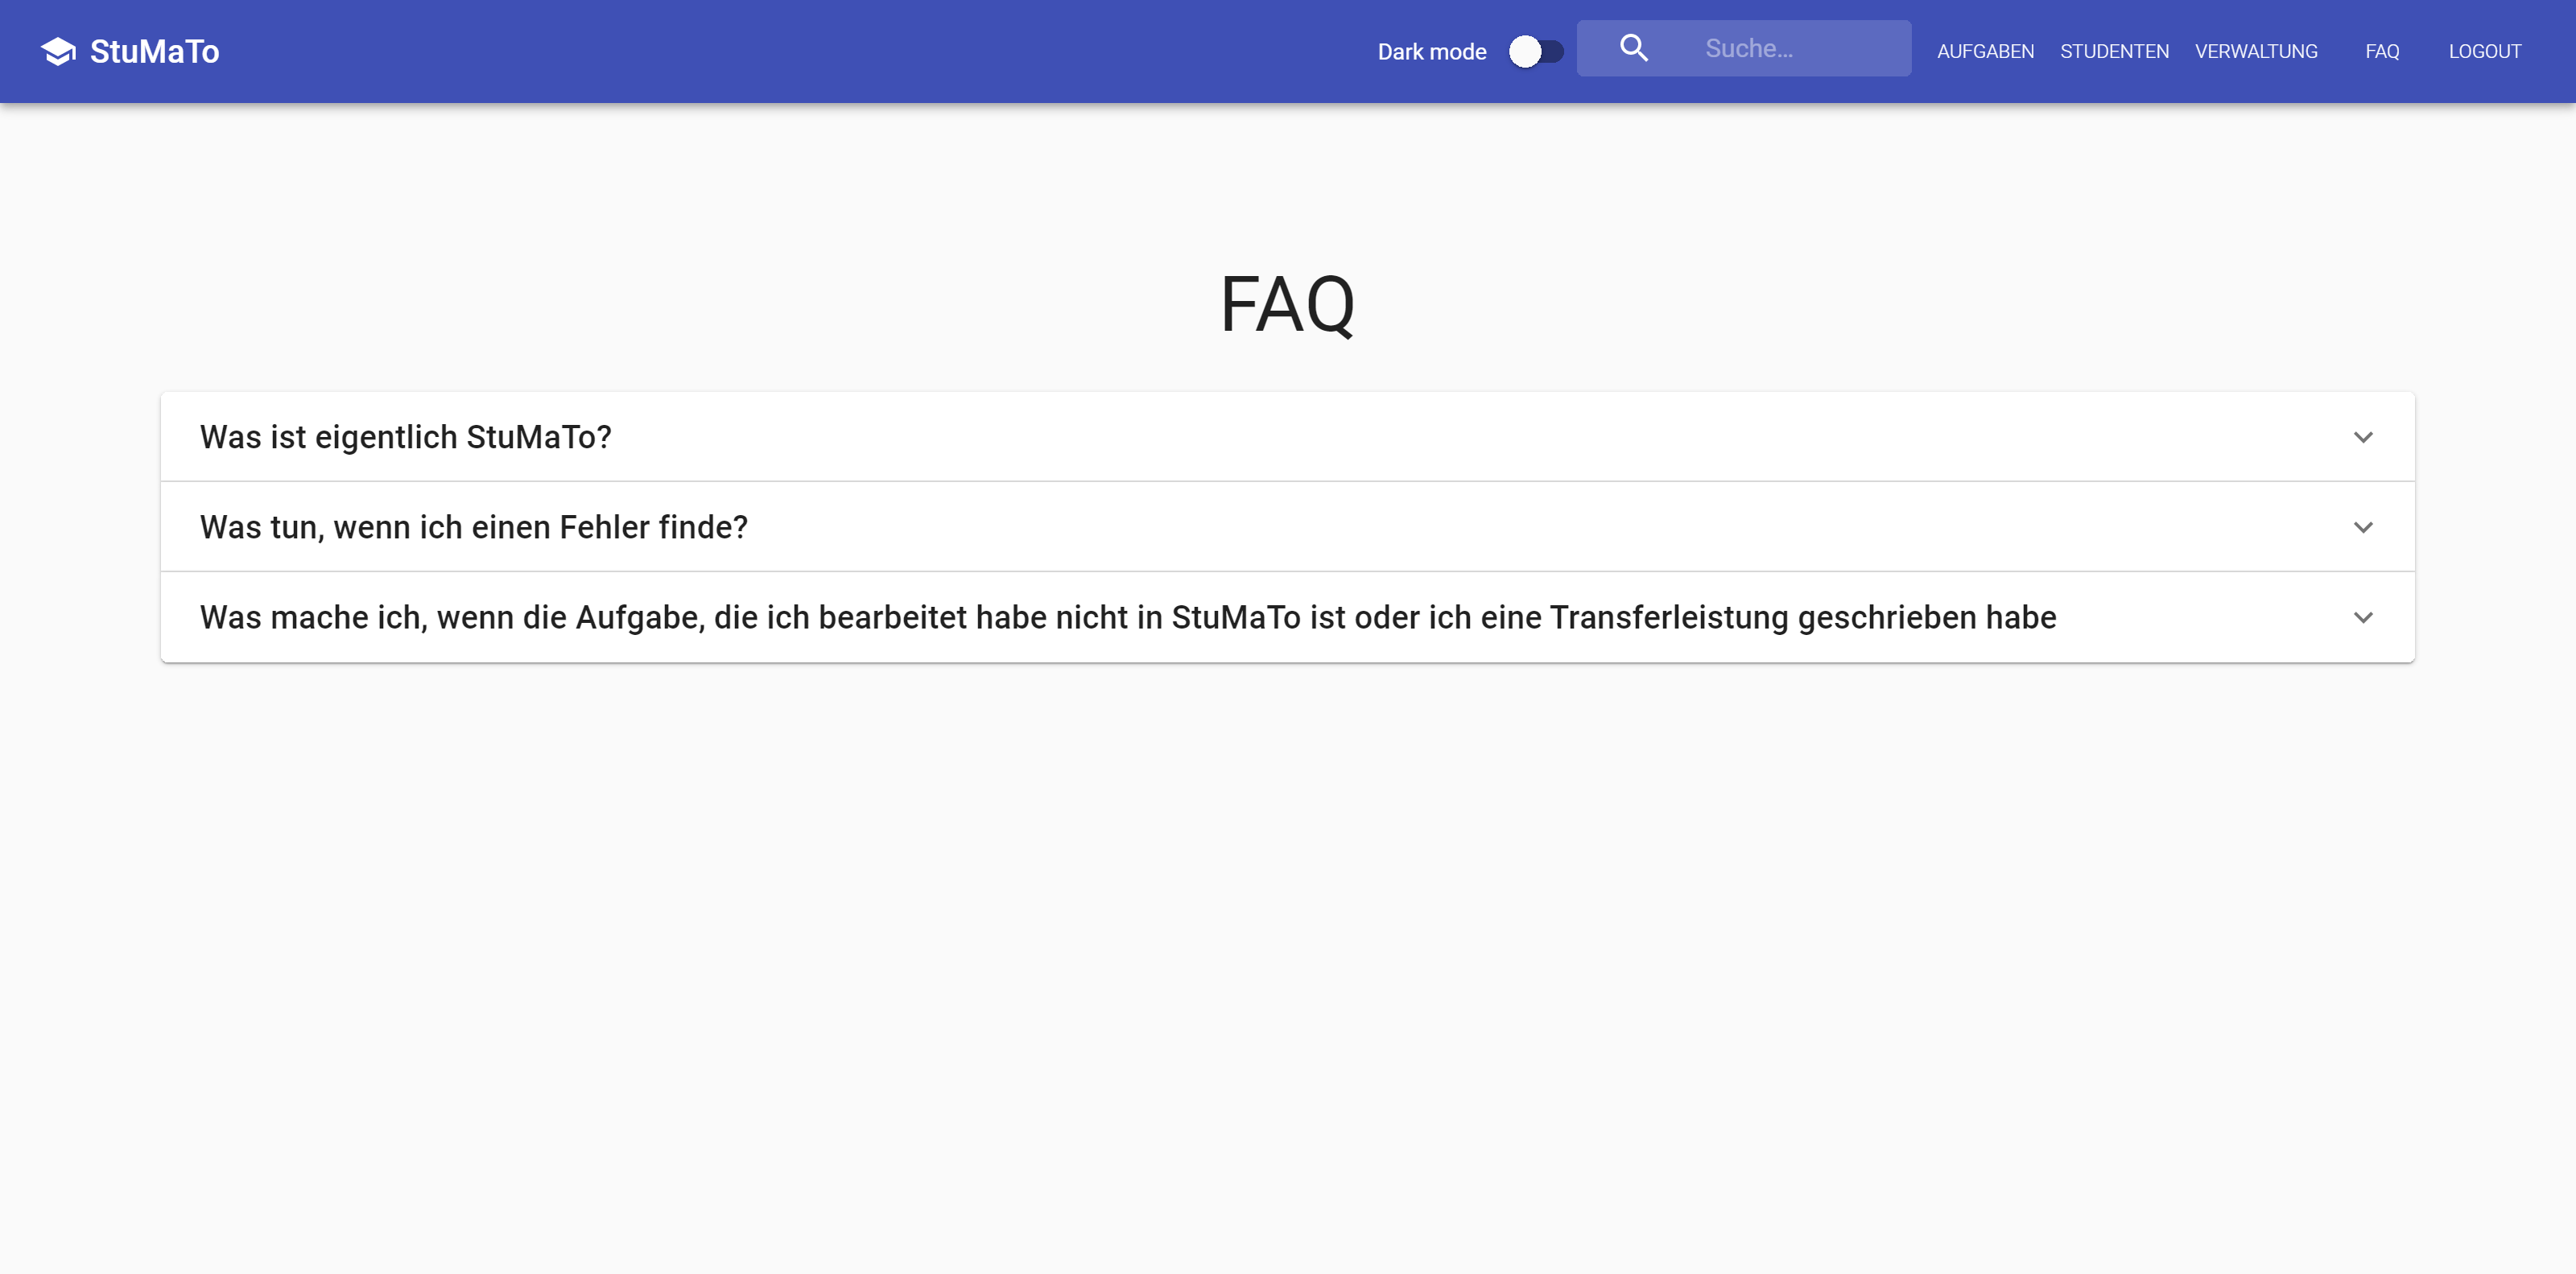 StuMaTo
Dark mode
Suche...
AUFGABEN
STUDENTEN
VERWALTUNG
FAQ
LOGOUT
FAQ
Was ist eigentlich StuMaTo?
Was tun, wenn ich einen Fehler finde?
Was mache ich, wenn die Aufgabe, die ich bearbeitet habe nicht in StuMaTo ist oder ich eine Transferleistung geschrieben habe